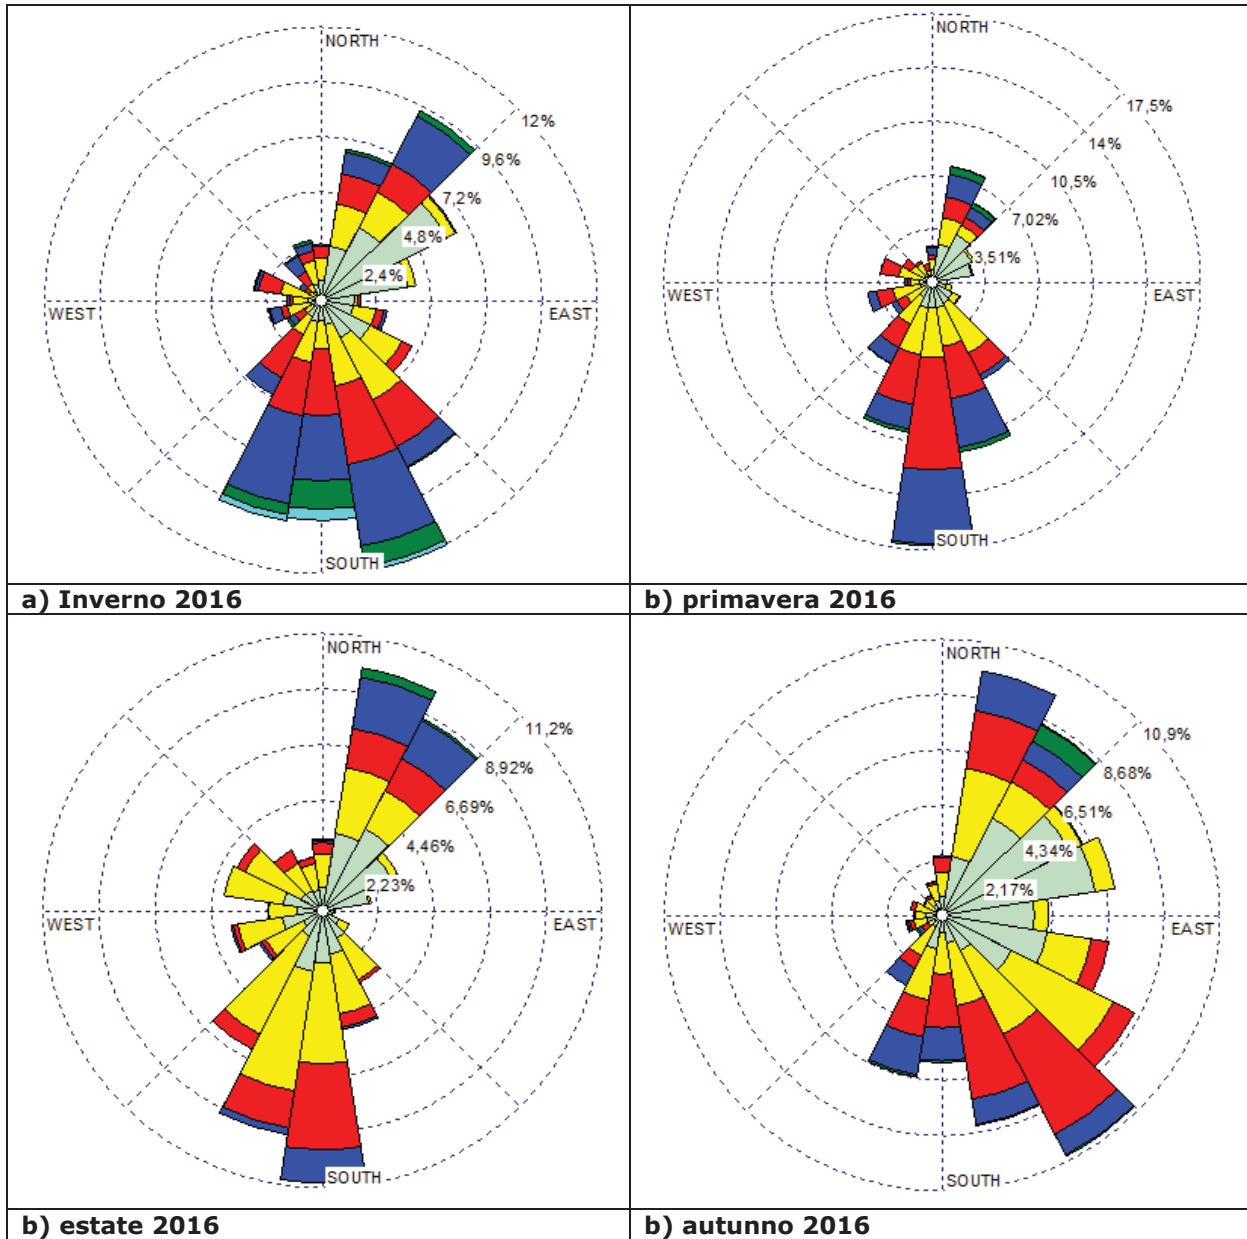 NORTH
12%
9,6%
7,2%
4,8%
2,4%
WEST
EAST
SOUTH
a) Inverno 2016
NORTH
17,5%
14%
10,5%
7,02%
3,51%
WEST
EAST
SOUTH
b) primavera 2016
NORTH
11,2%
8,92%
6,69%
4,46%
2,23%
WEST
EAST
SOUTH
b) estate 2016
NORTH
10,9%
8,68%
6,51%
4,34%
2,17%
WEST
EAST
SOUTH
b) autunno 2016